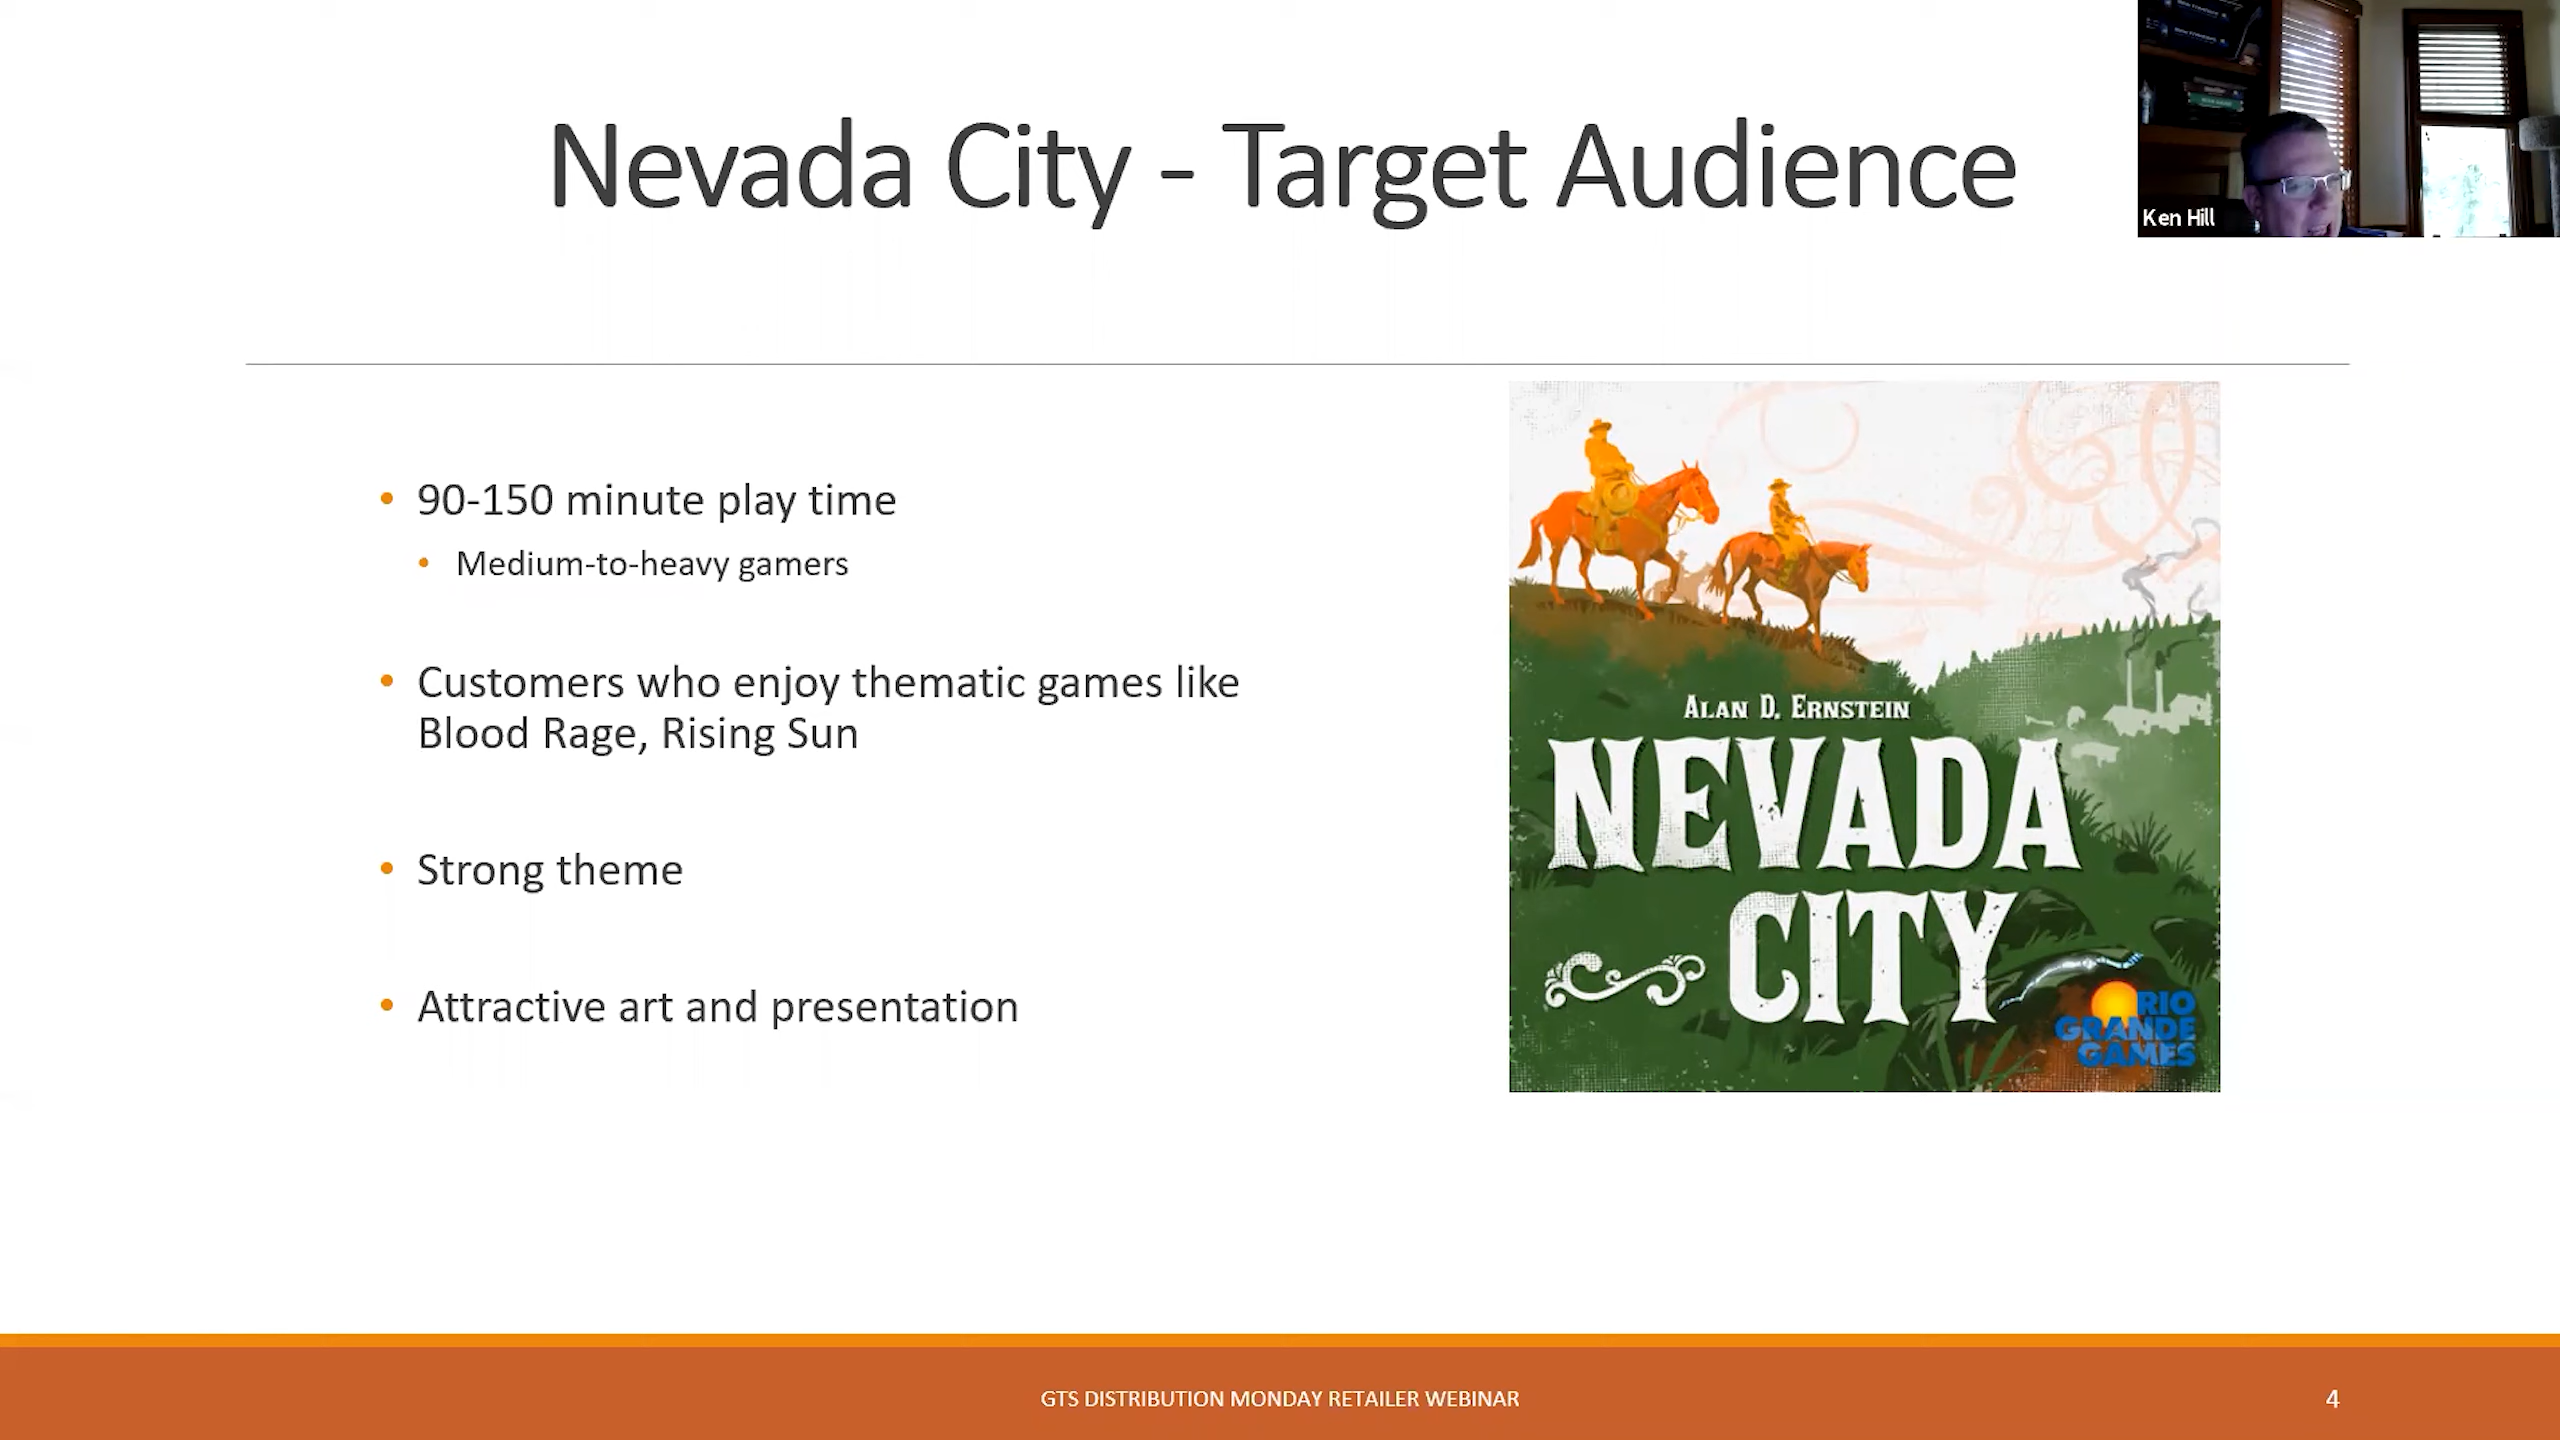 Nevada City - Target Audience
Ken Hill
• 90-150 minute play time
• Medium-to-heavy gamers
• Customers who enjoy thematic games like
Blood Rage, Rising Sun
• Strong theme
• Attractive art and presentation
ALAN D. ERNSTEIN
NEVADA
CITY
RIO
GRANDE
GAMES
GTS DISTRIBUTION MONDAY RETAILER WEBINAR
4